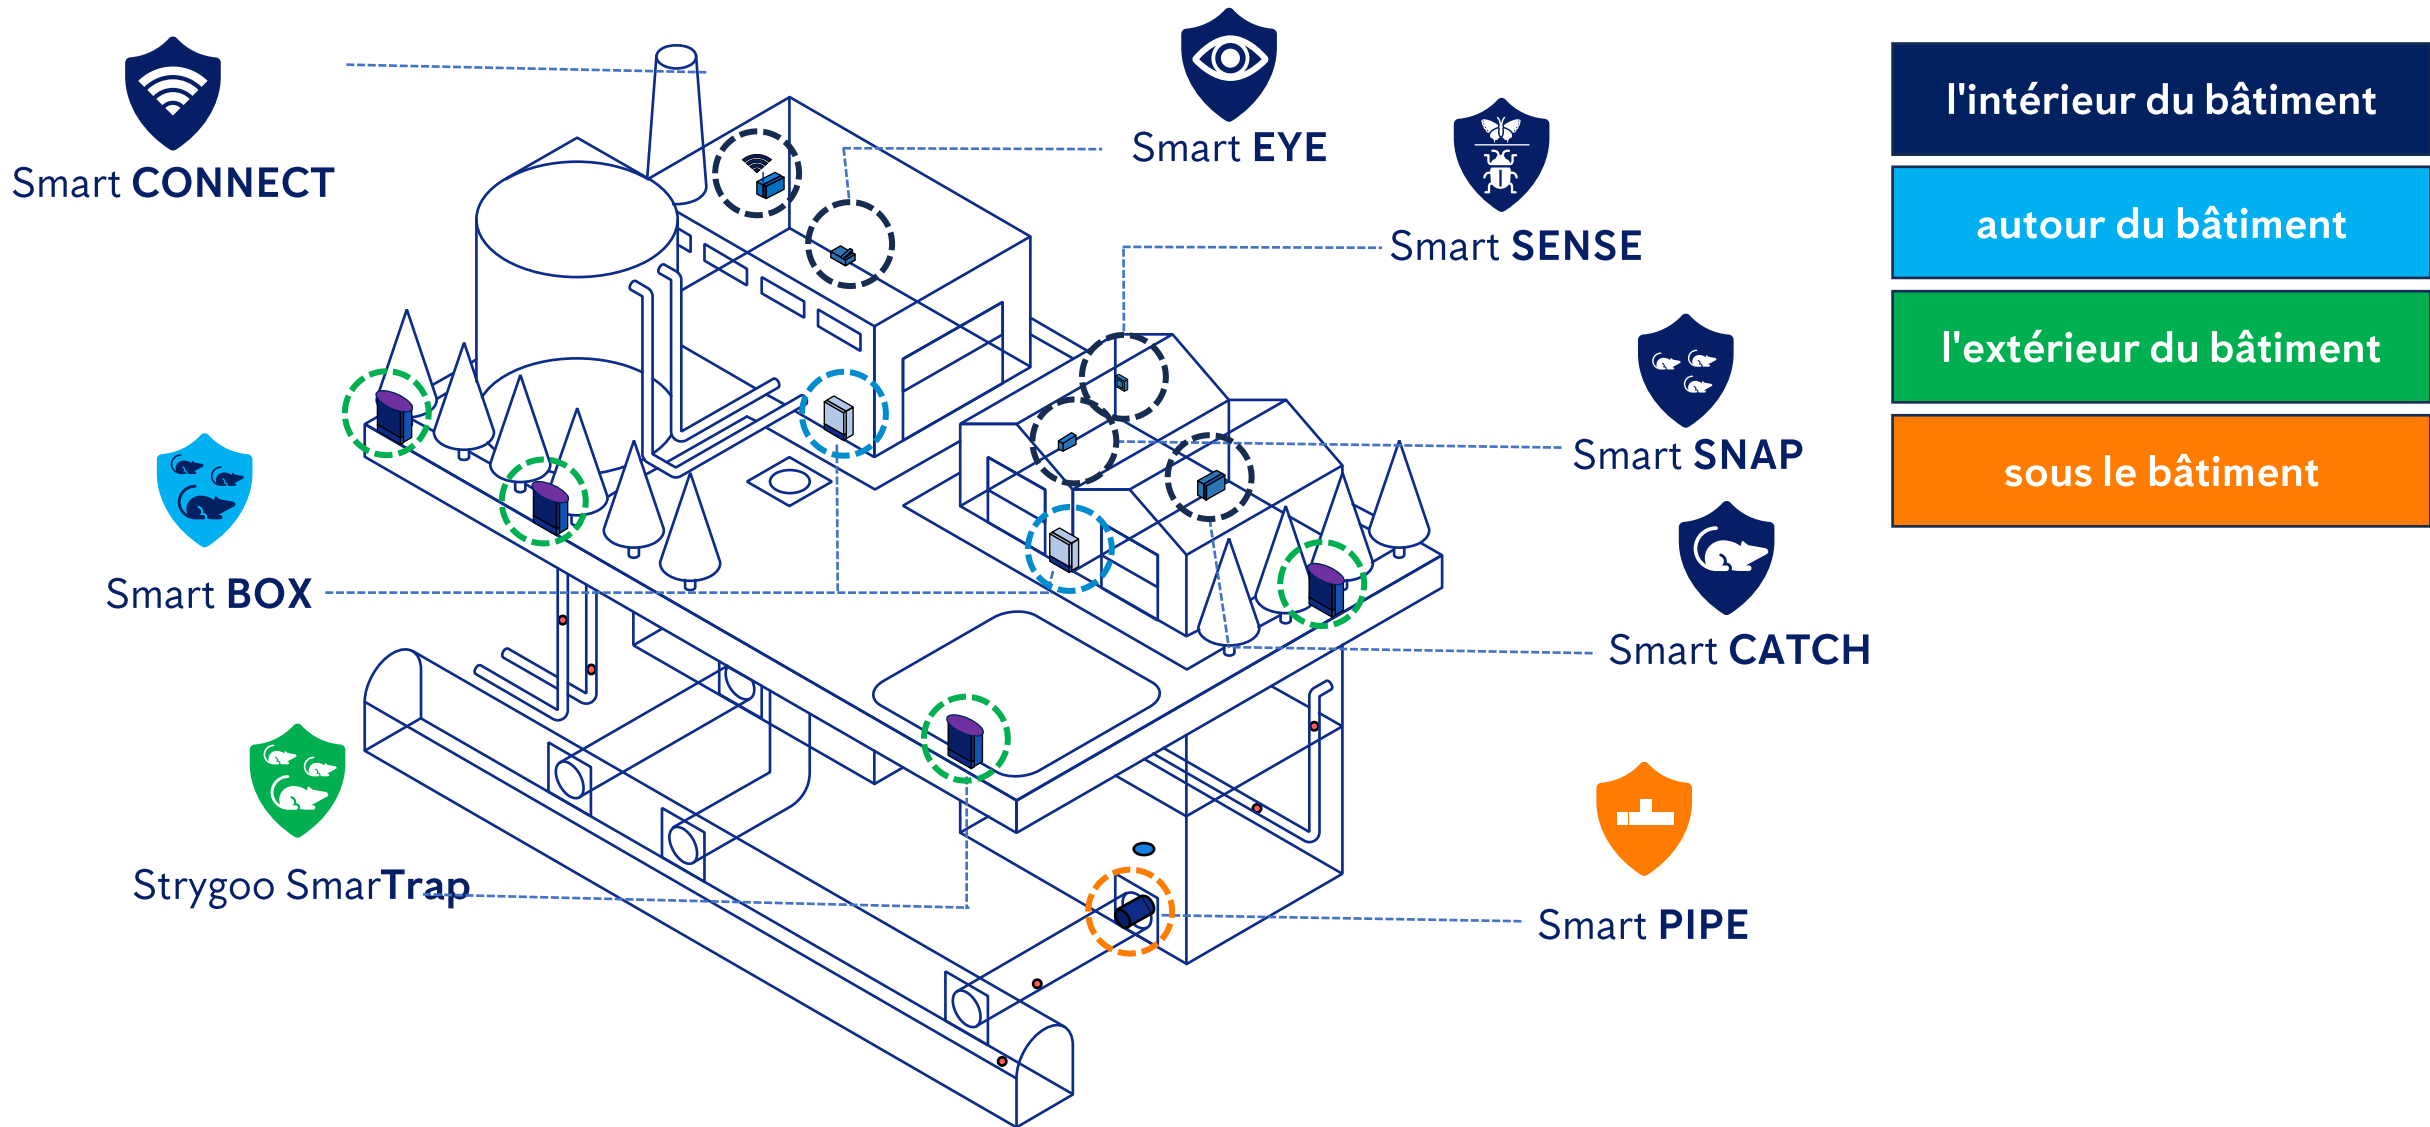 Smart CONNECT
Smart EYE
Smart SENSE
Smart SNAP
Smart CATCH
Smart BOX
Strygoo SmarTrap
Smart PIPE
l'intérieur du bâtiment
autour du bâtiment
l'extérieur du bâtiment
sous le bâtiment